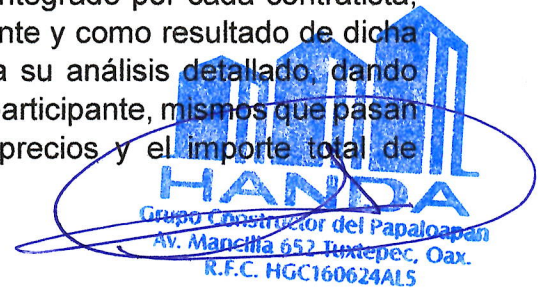 integrado por cada contratista,
nte y como resultado de dicha
a su análisis detallado, dando
articipante, mismos que pasan
precios y el importe total de
HANDA
Grupo Constructor del Papaloapan
Av. Mancilla 652 Tuxtepec, Oax.
R.F.C. HGC160624AL5